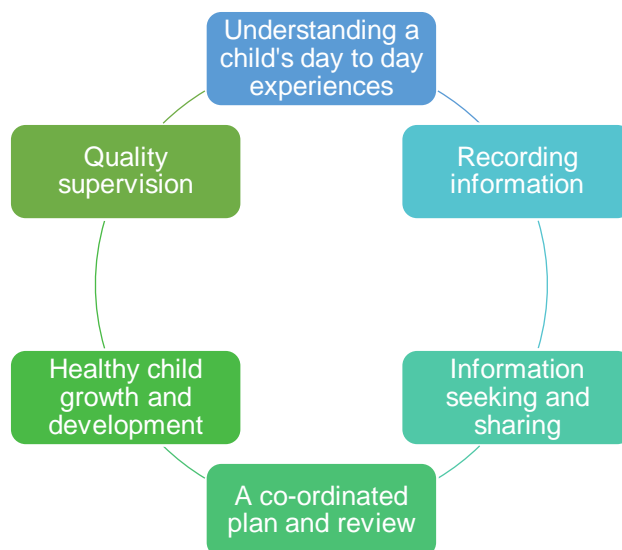 Understanding a
child's day to day
experiences
Quality
supervision
Recording
information
Healthy child
growth and
development
Information
seeking and
sharing
A co-ordinated
plan and review